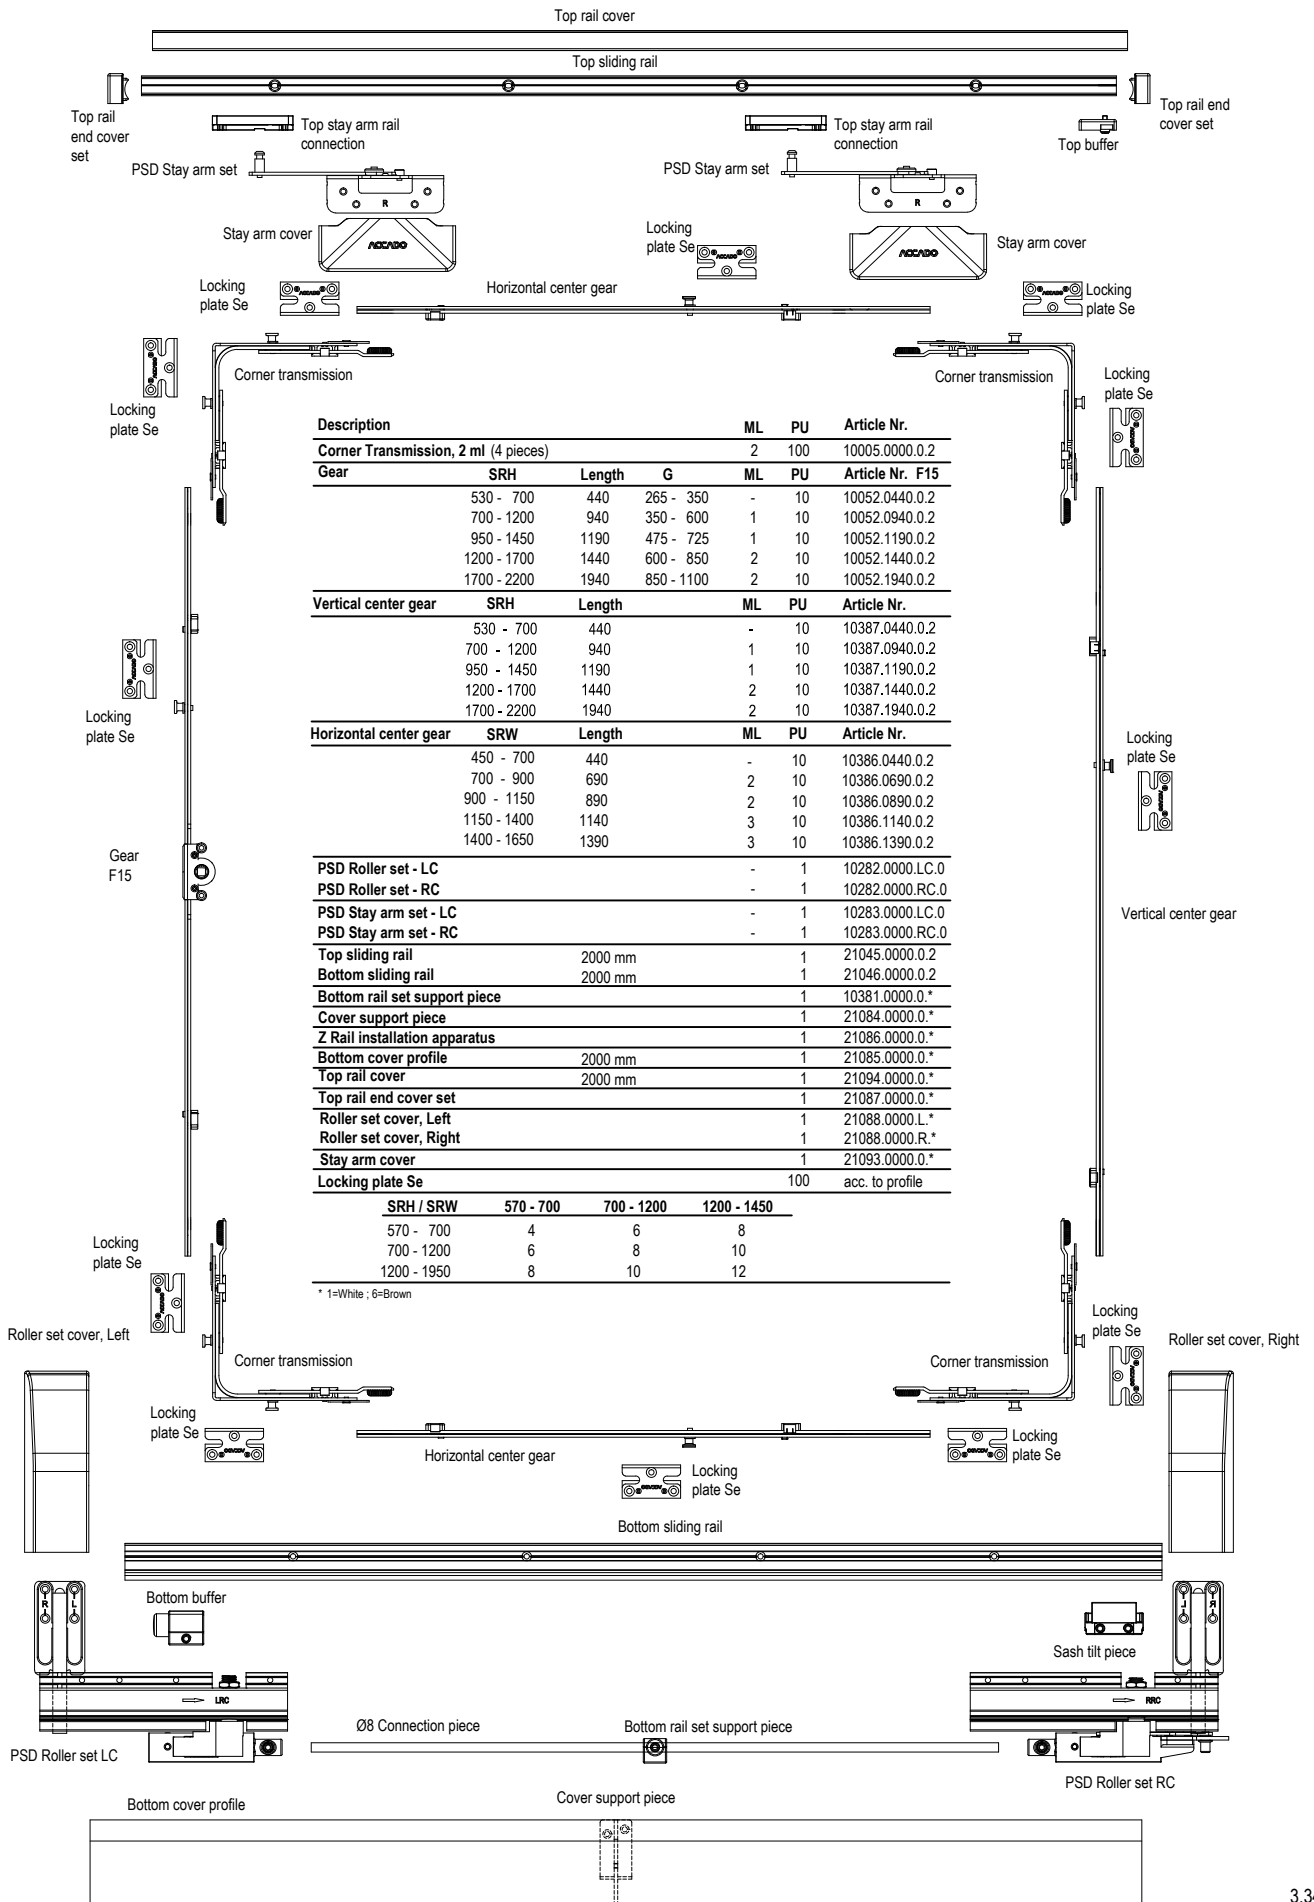 Top rail cover
Top sliding rail
Top rail
end cover
set
Top rail end
cover set
Top stay arm rail
connection
Top stay arm rail
connection
Top buffer
PSD Stay arm set
R
PSD Stay arm set
R
Stay arm cover
ACCADO
Stay arm cover
ACCADO
Locking
plate Se
ACCADO
Locking
plate Se
ACCADO
Horizontal center gear
ACCADO
Locking
plate Se
ACCADO
Locking
plate Se
Corner transmission
Corner transmission
Locking
plate Se
ACCADO
Description ML PU Article Nr.
Corner Transmission, 2 ml (4 pieces) 2 100 10005.0000.0.2
Gear SRH Length G ML PU Article Nr. F15
530 - 700 440 265 - 350 - 10 10052.0440.0.2
700 - 1200 940 350 - 600 1 10 10052.0940.0.2
950 - 1450 1190 475 - 725 1 10 10052.1190.0.2
1200 - 1700 1440 600 - 850 2 10 10052.1440.0.2
1700 - 2200 1940 850 - 1100 2 10 10052.1940.0.2
Vertical center gear SRH Length ML PU Article Nr.
530 - 700 440 - 10 10387.0440.0.2
700 - 1200 940 1 10 10387.0940.0.2
950 - 1450 1190 1 10 10387.1190.0.2
1200 - 1700 1440 2 10 10387.1440.0.2
1700 - 2200 1940 2 10 10387.1940.0.2
Horizontal center gear SRW Length ML PU Article Nr.
450 - 700 440 - 10 10386.0440.0.2
700 - 900 690 2 10 10386.0690.0.2
900 - 1150 890 2 10 10386.0890.0.2
1150 - 1400 1140 3 10 10386.1140.0.2
1400 - 1650 1390 3 10 10386.1390.0.2
PSD Roller set - LC - 1 10282.0000.LC.0
PSD Roller set - RC - 1 10282.0000.RC.0
PSD Stay arm set - LC - 1 10283.0000.LC.0
PSD Stay arm set - RC - 1 10283.0000.RC.0
Top sliding rail 2000 mm 1 21045.0000.0.2
Bottom sliding rail 2000 mm 1 21046.0000.0.2
Bottom rail set support piece 1 10381.0000.0.*
Cover support piece 1 21084.0000.0.*
Z Rail installation apparatus 1 21086.0000.0.*
Bottom cover profile 2000 mm 1 21085.0000.0.*
Top rail cover 2000 mm 1 21094.0000.0.*
Top rail end cover set 1 21087.0000.0.*
Roller set cover, Left 1 21088.0000.L.*
Roller set cover, Right 1 21088.0000.R.*
Stay arm cover 1 21093.0000.0.*
Locking plate Se 100 acc. to profile
SRH / SRW 570 - 700 700 - 1200 1200 - 1450
570 - 700 4 6 8
700 - 1200 6 8 10
1200 - 1950 8 10 12
* 1=White ; 6=Brown
ACCADO
Locking
plate Se
Gear
F15
Locking
plate Se
ACCADO
Vertical center gear
Locking
plate Se
ACCADO
Roller set cover, Left
Locking
plate Se
ACCADO
Roller set cover, Right
Corner transmission
Corner transmission
Locking
plate Se
ACCADO
Horizontal center gear
ACCADO
Locking
plate Se
ACCADO
Locking
plate Se
Bottom sliding rail
R L
Bottom buffer
L R
Sash tilt piece
LRC
RRC
PSD Roller set LC
Ø8 Connection piece
Bottom rail set support piece
PSD Roller set RC
Bottom cover profile
Cover support piece